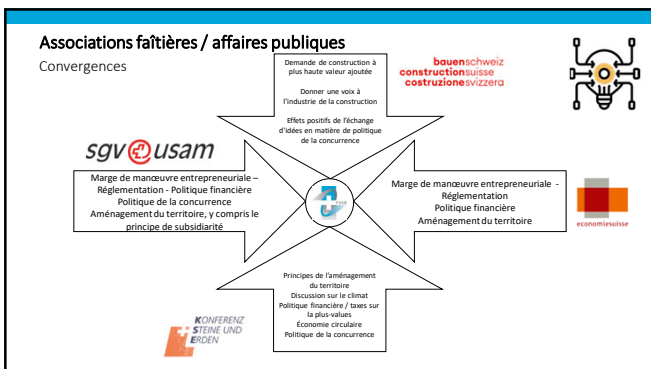 Associations faîtières / affaires publiques
Convergences
Demande de construction à
plus haute valeur ajoutée
Donner une voix à
l'industrie de la construction
Effets positifs de l'échange
d'idées en matière de politique
de la concurrence
bauenschweiz
constructionsuisse
costruzionesvizzera
sgv usam
Marge de manœuvre entrepreneuriale –
Réglementation - Politique financière
Politique de la concurrence
Aménagement du territoire, y compris le
principe de subsidiarité
Marge de manœuvre entrepreneuriale -
Réglementation
Politique financière
Aménagement du territoire
economiesuisse
Principes de l'aménagement
du territoire
Discussion sur le climat
Politique financière / taxes sur
la plus-values
Économie circulaire
Politique de la concurrence
KONFERENZ
STEINE UND
ERDEN